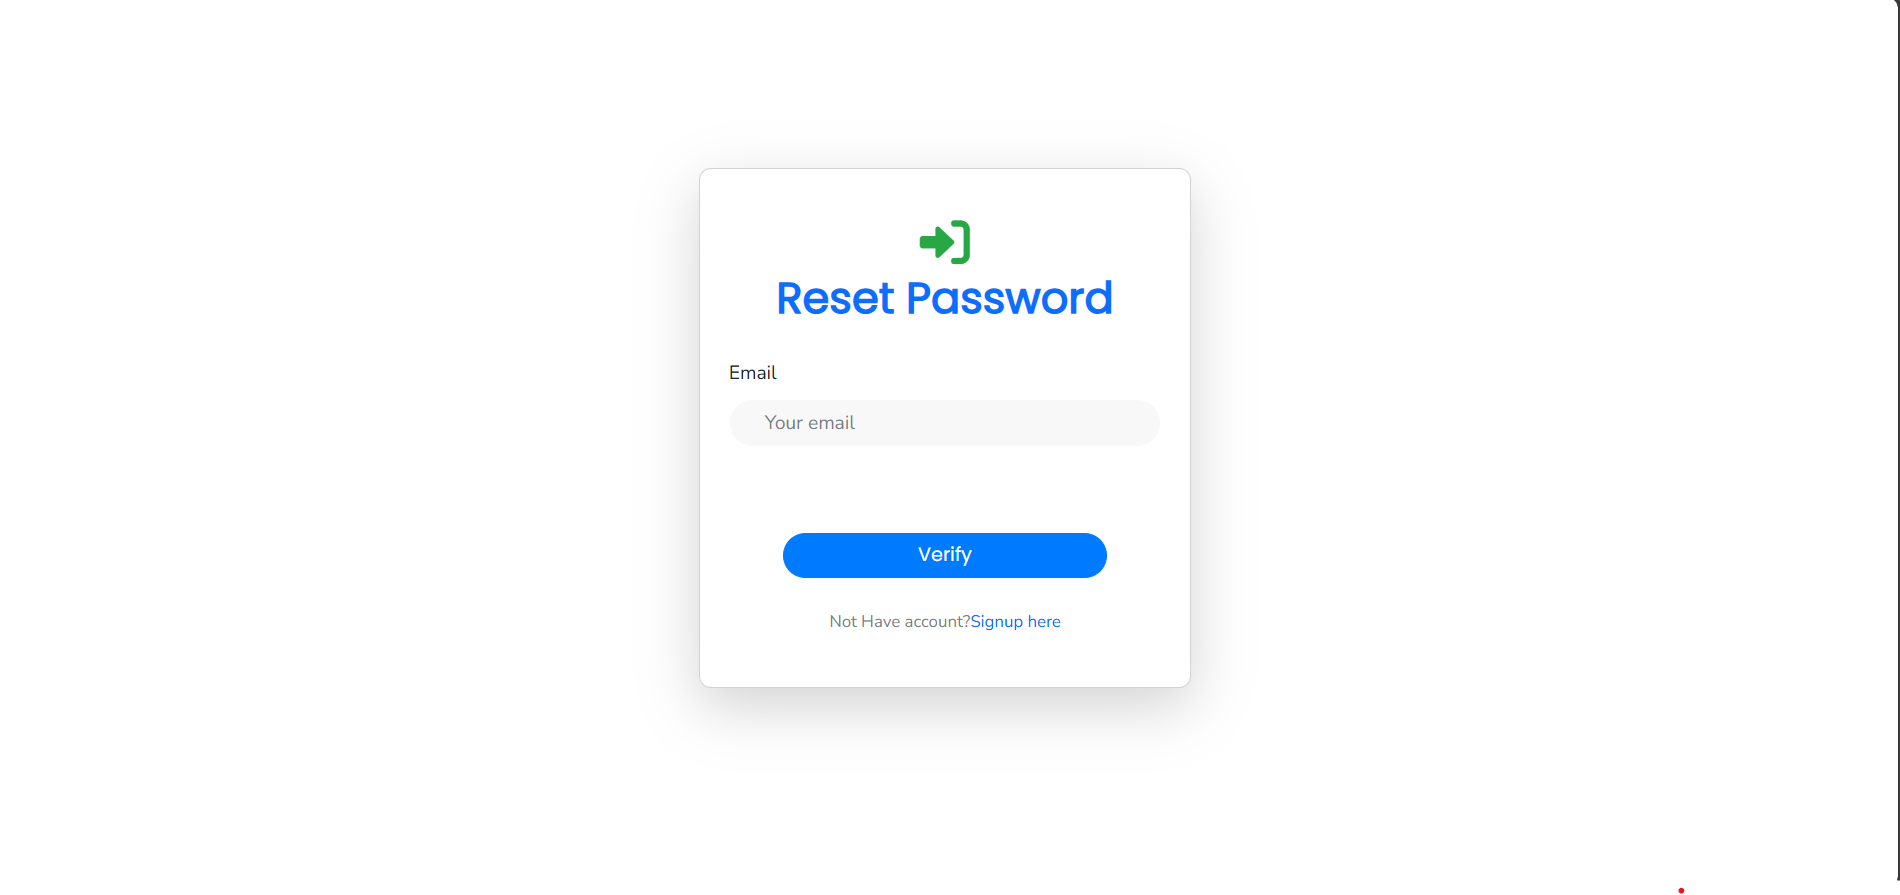 Reset Password
Email
Your email
Verify
Not Have account?Signup here